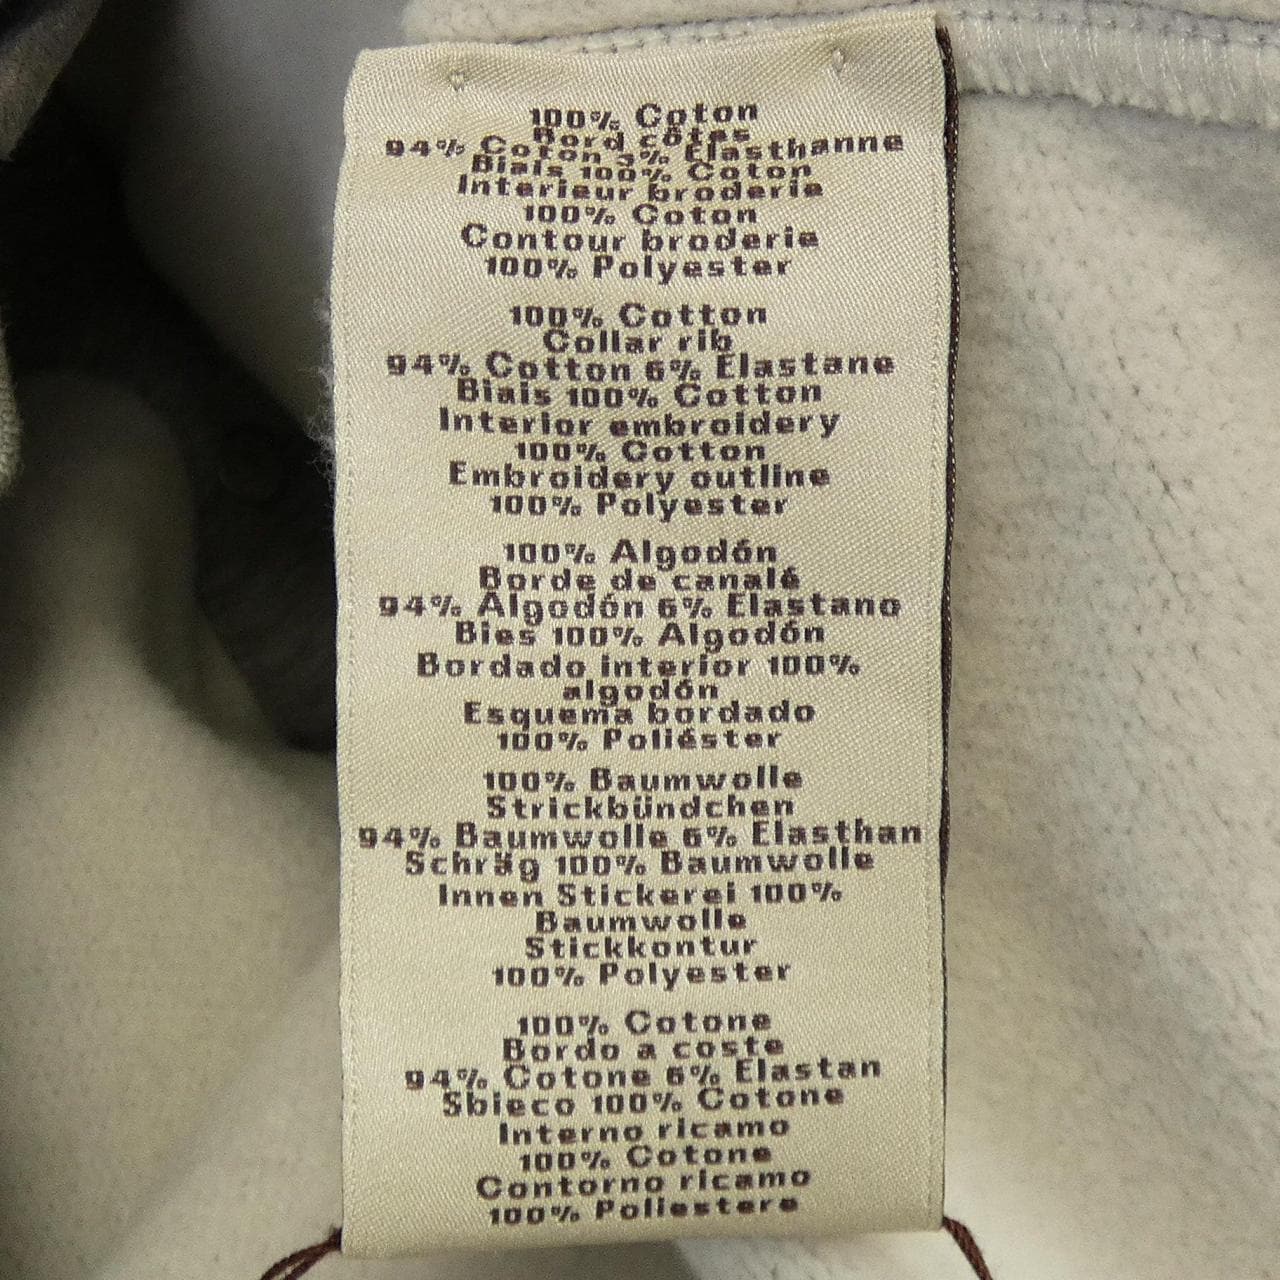 100% Coton
Bord côtes
94% Coton 3% Elasthanne
Biais 100% Coton
Interieur broderie
100% Coton
Contour broderie
100% Polyester
100% Cotton
Collar rib
94% Cotton 6% Elastane
Biais 100% Cotton
Interior embroidery
100% Cotton
Embroidery outline
100% Polyester
100% Algodón
Borde de canalé
94% Algodón 6% Elastano
Bies 100% Algodón
Bordado interior 100%
algodón
Esquema bordado
100% Poliéster
100% Baumwolle
Strickbündchen
94% Baumwolle 6% Elasthan
Schräg 100% Baumwolle
Innen Stickerei 100%
Baumwolle
Stickkontur
100% Polyester
100% Cotone
Bordo a coste
94% Cotone 6% Elastan
Sbieco 100% Cotone
Interno ricamo
100% Cotone
Contorno ricamo
100% Poliestere